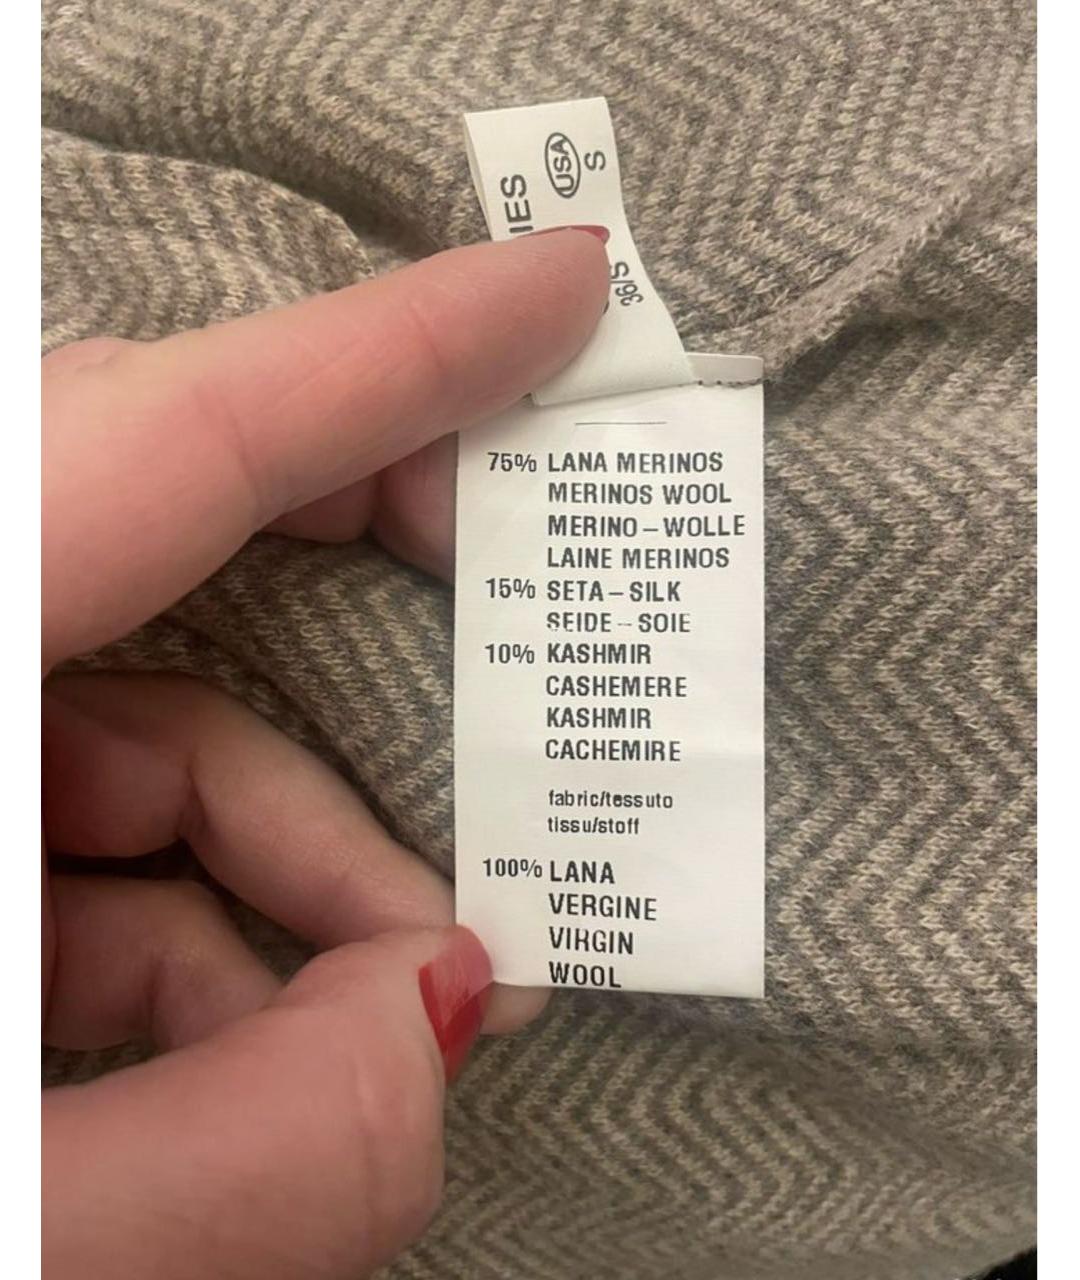 IES
USA
S
36/S
75% LANA MERINOS
MERINOS WOOL
MERINO – WOLLE
LAINE MERINOS
15% SETA – SILK
SEIDE – SOIE
10% KASHMIR
CASHEMERE
KASHMIR
CACHEMIRE
fabric/tessuto
tissu/stoff
100% LANA
VERGINE
VIRGIN
WOOL